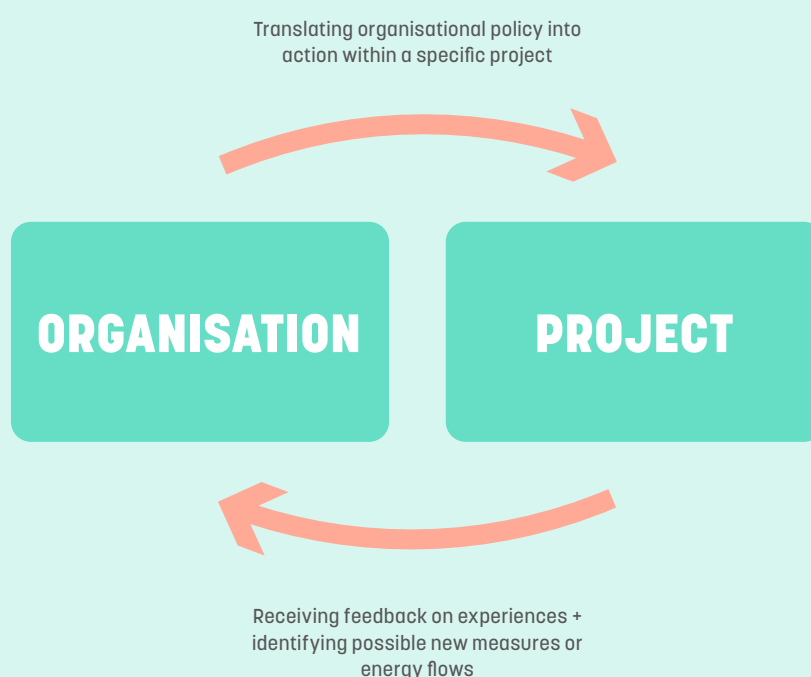 Translating organisational policy into
action within a specific project
ORGANISATION
PROJECT
Receiving feedback on experiences +
identifying possible new measures or
energy flows